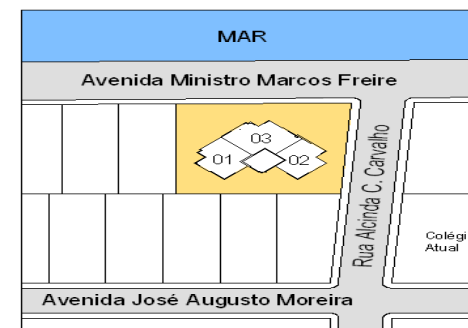 MAR
Avenida Ministro Marcos Freire
03
01
02
Rua Alcinda C. Carvalho
Colégi
Atual
Avenida José Augusto Moreira